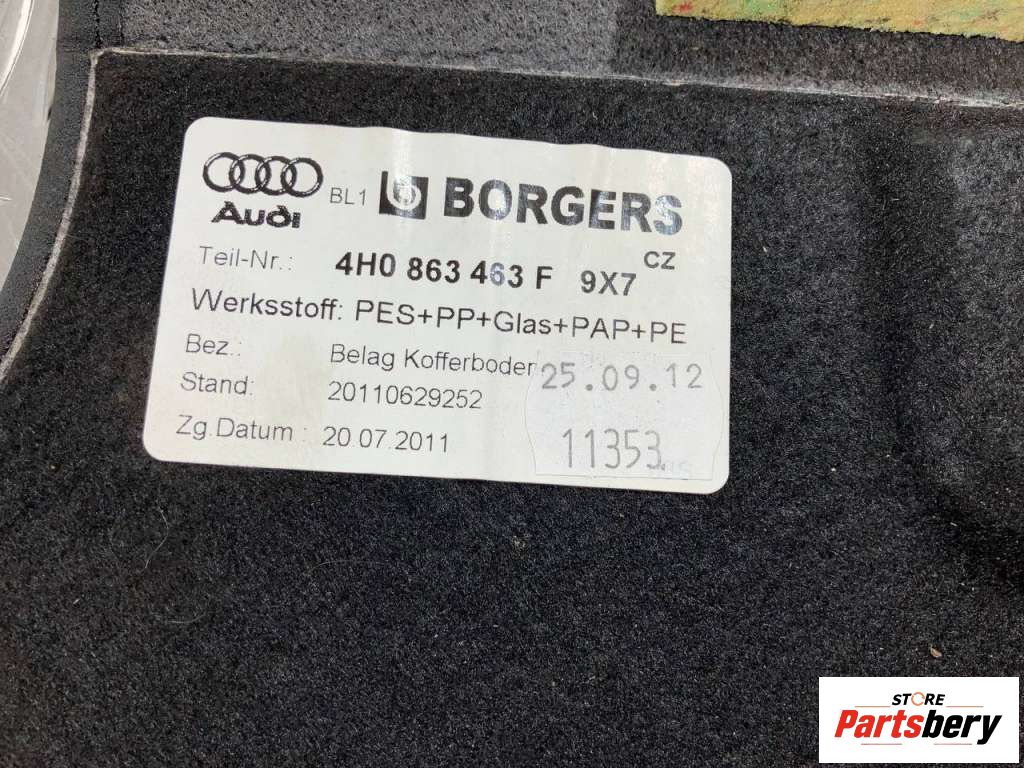 Audi BL1 BORGERS
CZ
Teil-Nr.: 4H0 863 463 F 9X7
Werksstoff: PES+PP+Glas+PAP+PE
Bez.: Belag Kofferboder
25.09.12
Stand: 20110629252
Zg.Datum : 20.07.2011
11353
STORE
Partsbery